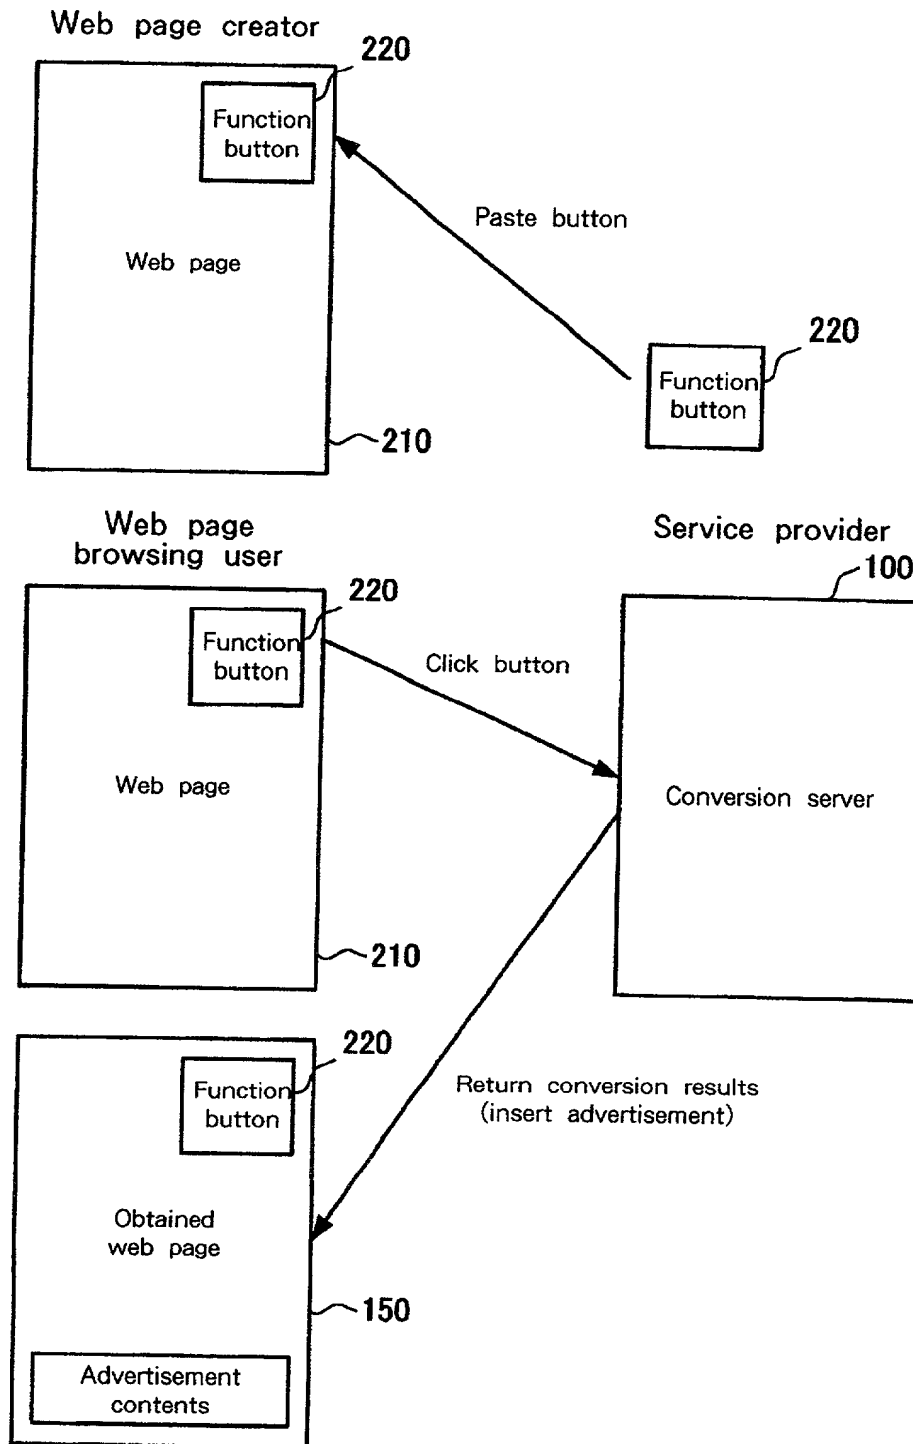 Web page creator
220
Function
button
Paste button
Web page
220
Function
button
210
Web page
browsing user
Service provider
100
220
Function
button
Click button
Web page
Conversion server
210
220
Function
button
Return conversion results
(insert advertisement)
Obtained
web page
150
Advertisement
contents